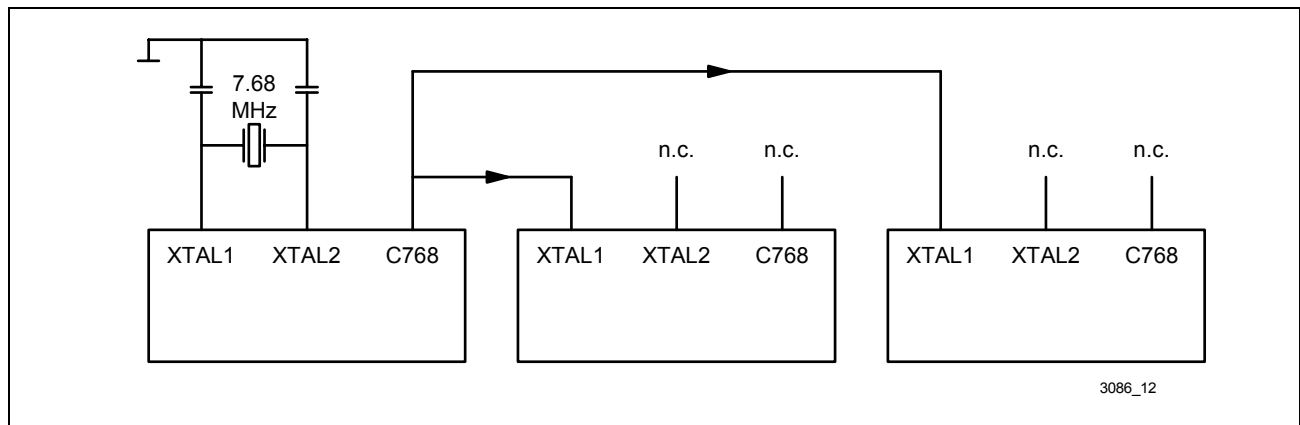 7.68
MHz
n.c. n.c. n.c. n.c.
XTAL1 XTAL2 C768 XTAL1 XTAL2 C768 XTAL1 XTAL2 C768
3086_12